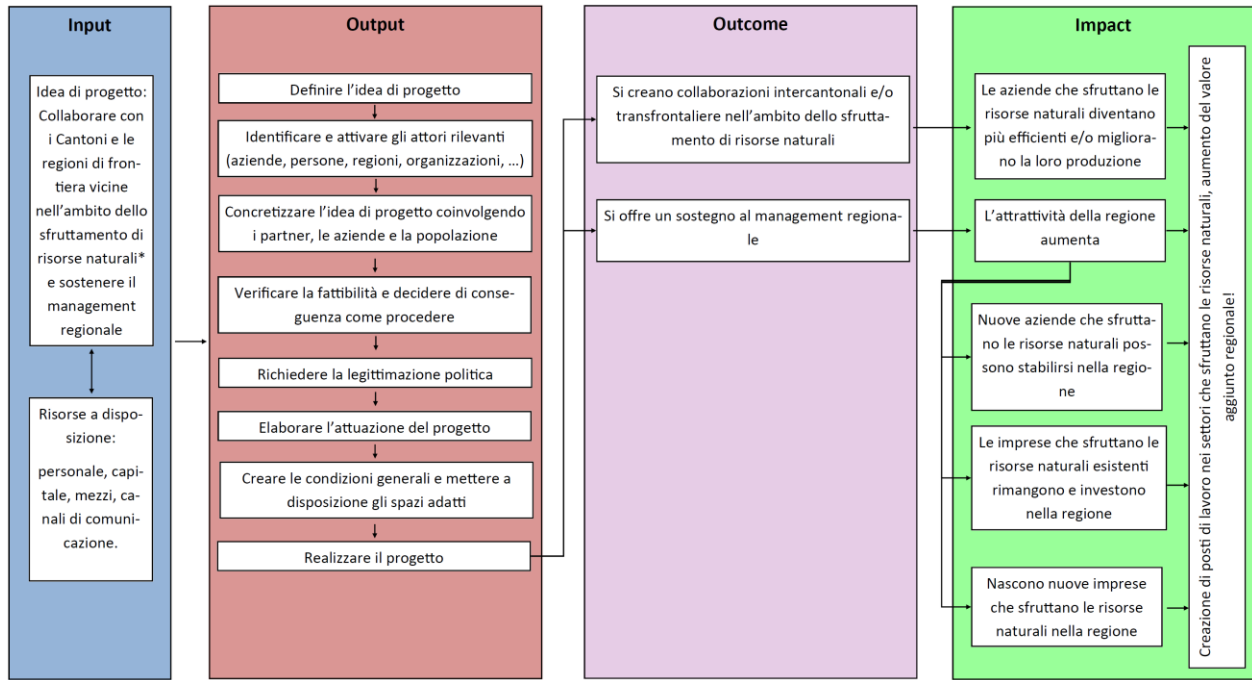 Input
Idea di progetto:
Collaborare con
i Cantoni e le
regioni di fron-
tiera vicine
nell'ambito dello
sfruttamento di
risorse naturali*
e sostenere il
management
regionale
Risorse a dispo-
sizione:
personale, capi-
tale, mezzi, ca-
nali di comuni-
cazione.
Output
Definire l'idea di progetto
Identificare e attivare gli attori rilevanti
(aziende, persone, regioni, organizzazioni, ...)
Concretizzare l'idea di progetto coinvolgendo
i partner, le aziende e la popolazione
Verificare la fattibilità e decidere di conse-
guenza come procedere
Richiedere la legittimazione politica
Elaborare l'attuazione del progetto
Creare le condizioni generali e mettere a
disposizione gli spazi adatti
Realizzare il progetto
Outcome
Si creano collaborazioni intercantonali e/o
transfrontaliere nell'ambito dello sfrutta-
mento di risorse naturali
Si offre un sostegno al management regiona-
le
Impact
Le aziende che sfruttano le
risorse naturali diventano
più efficienti e/o migliora-
no la loro produzione
L'attrattività della regione
aumenta
Nuove aziende che sfrutta-
no le risorse naturali pos-
sono stabilirsi nella regio-
ne
Le imprese che sfruttano le
risorse naturali esistenti
rimangono e investono
nella regione
Nascono nuove imprese
che sfruttano le risorse
naturali nella regione
Creazione di posti di lavoro nei settori che sfruttano le risorse naturali, aumento del valore
aggiunto regionale!